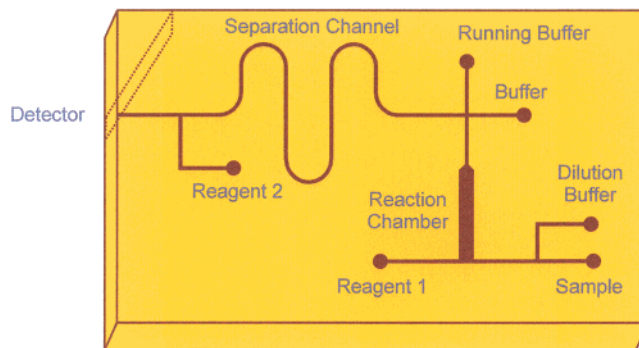 Separation Channel
Running Buffer
Buffer
Detector
Reagent 2
Reaction
Chamber
Dilution
Buffer
Reagent 1
Sample